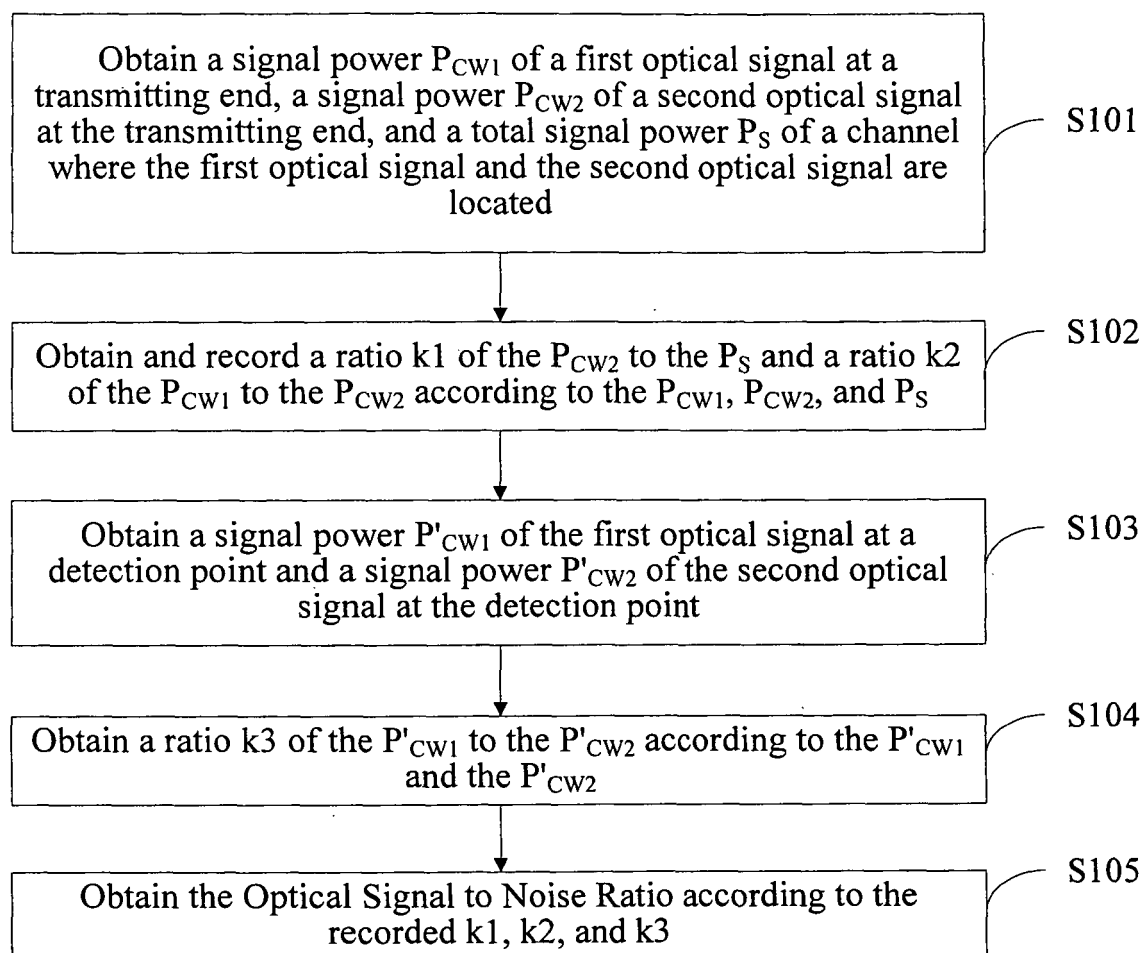 Obtain a signal power P_CW1 of a first optical signal at a
transmitting end, a signal power P_CW2 of a second optical signal
at the transmitting end, and a total signal power P_S of a channel
where the first optical signal and the second optical signal are
located
S101
Obtain and record a ratio k1 of the P_CW2 to the P_S and a ratio k2
of the P_CW1 to the P_CW2 according to the P_CW1, P_CW2, and P_S
S102
Obtain a signal power P'_CW1 of the first optical signal at a
detection point and a signal power P'_CW2 of the second optical
signal at the detection point
S103
Obtain a ratio k3 of the P'_CW1 to the P'_CW2 according to the P'_CW1
and the P'_CW2
S104
Obtain the Optical Signal to Noise Ratio according to the
recorded k1, k2, and k3
S105